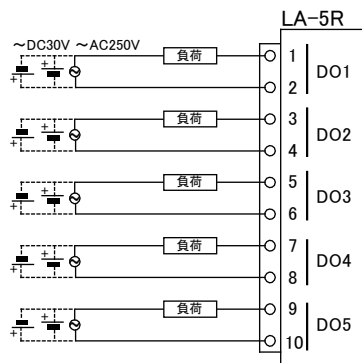 LA-5R
～DC30V ～AC250V
負荷 1
2
DO1
負荷 3
4
DO2
負荷 5
6
DO3
負荷 7
8
DO4
負荷 9
10
DO5
+ +
+ +
+ +
+ +
+ +